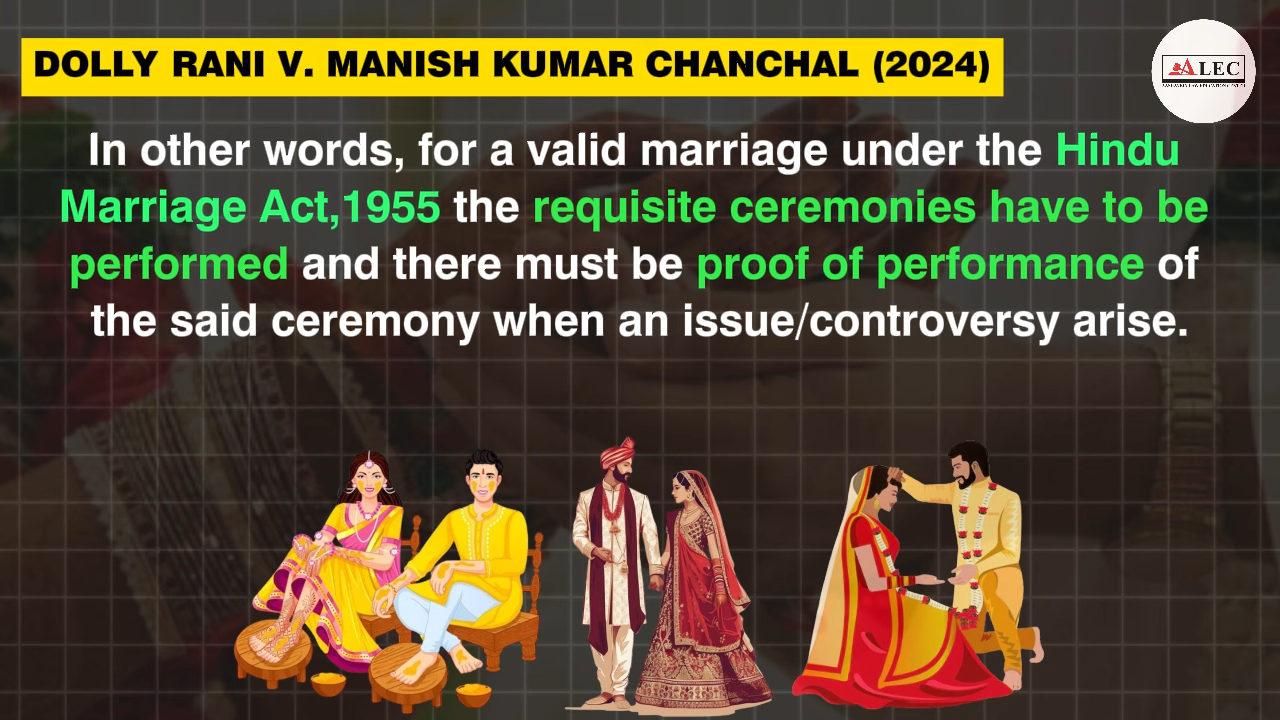 DOLLY RANI V. MANISH KUMAR CHANCHAL (2024)
ALEC
In other words, for a valid marriage under the Hindu
Marriage Act,1955 the requisite ceremonies have to be
performed and there must be proof of performance of
the said ceremony when an issue/controversy arise.